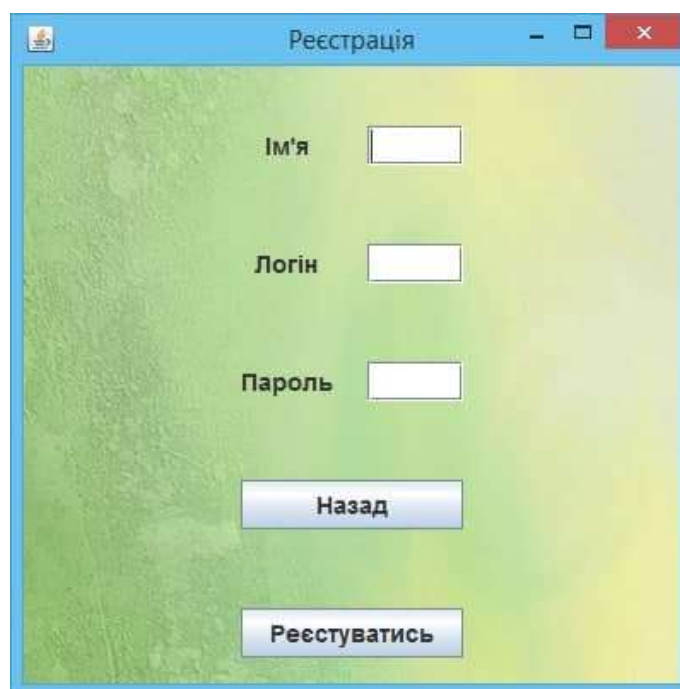 Реєстрація
Ім'я
Логін
Пароль
Назад
Реєстуватись